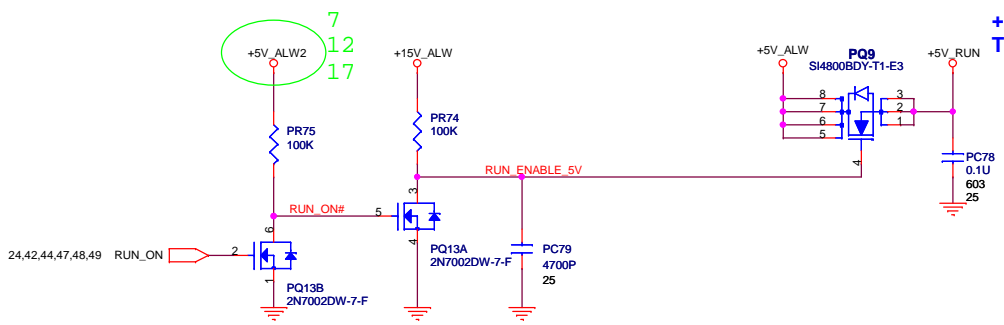 7
12
17
+5V_ALW2
+15V_ALW
+5V_ALW
PQ9
SI4800BDY-T1-E3
+5V_RUN
+
T
8
7
6
5
3
2
1
4
PR75
100K
PR74
100K
RUN_ENABLE_5V
PC78
0.1U
603
25
RUN_ON#
3
5
4
PQ13A
2N7002DW-7-F
PC79
4700P
25
6
24,42,44,47,48,49 RUN_ON
2
1
PQ13B
2N7002DW-7-F